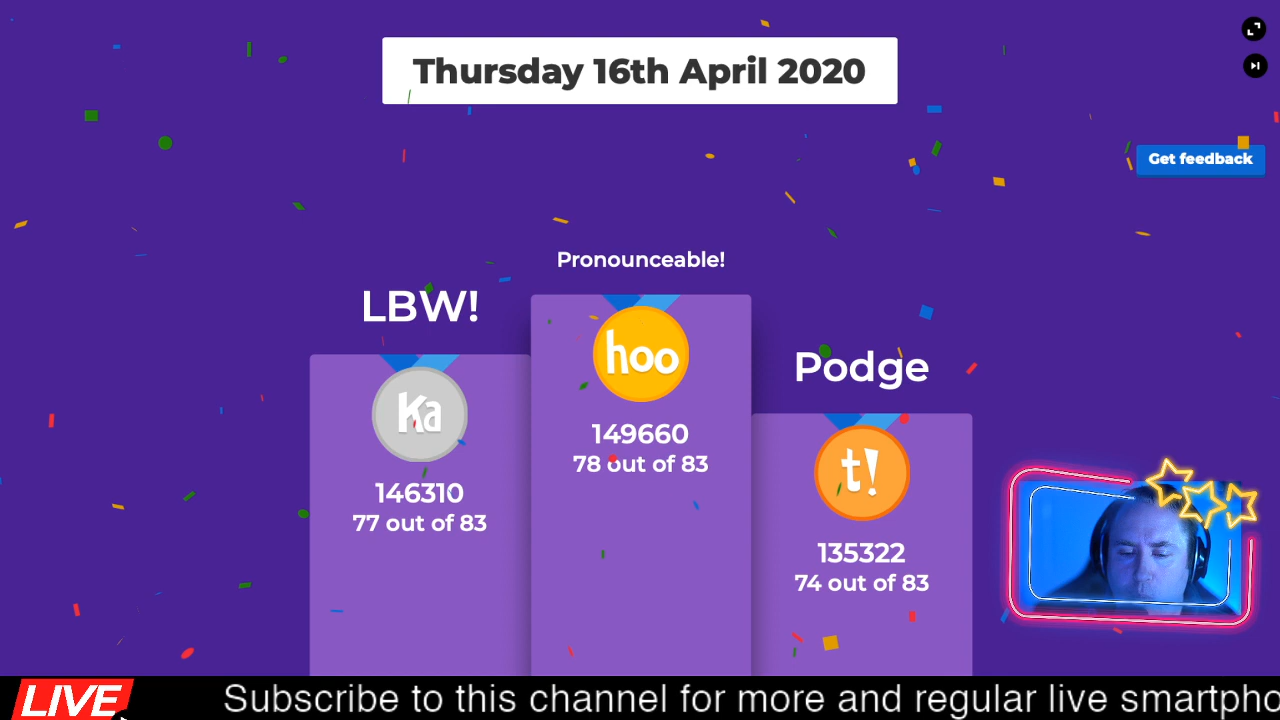 Thursday 16th April 2020
Get feedback
Pronounceable!
LBW!
Podge
hoo
149660
78 out of 83
Ka
146310
77 out of 83
t!
135322
74 out of 83
LIVE
Subscribe to this channel for more and regular live smartpho